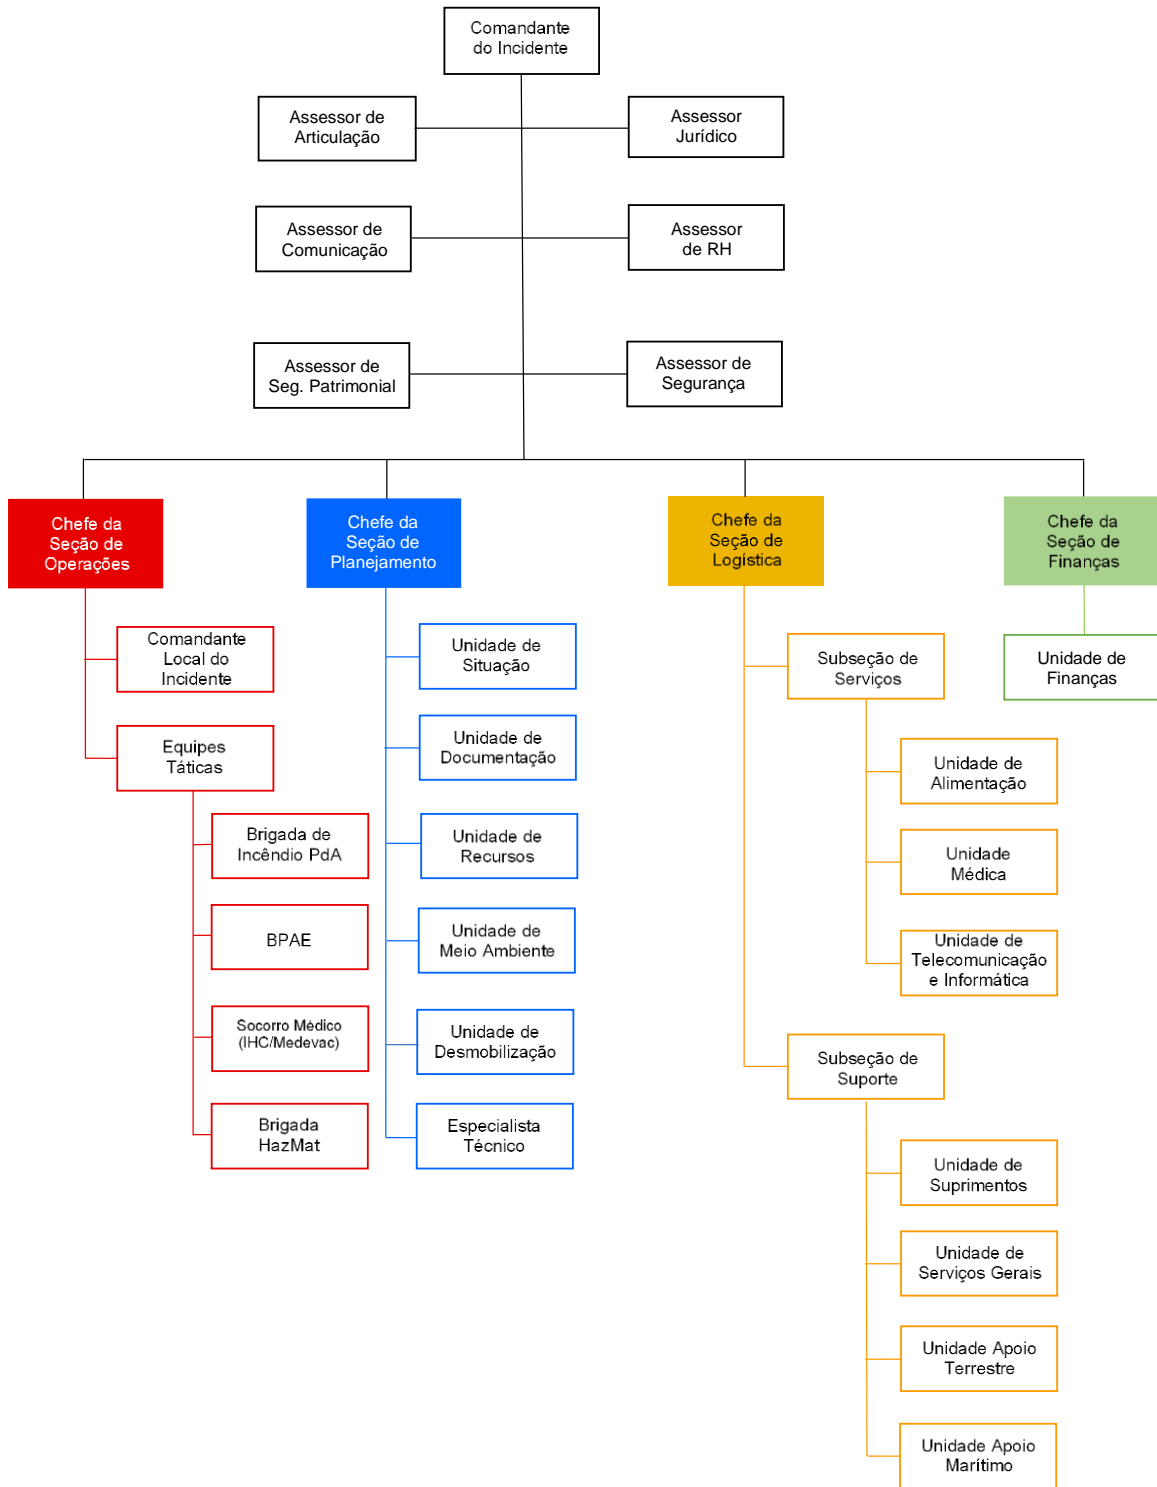 Comandante
do Incidente
Assessor de
Articulação
Assessor
Jurídico
Assessor de
Comunicação
Assessor
de RH
Assessor de
Seg. Patrimonial
Assessor de
Segurança
Chefe da
Seção de
Operações
Chefe da
Seção de
Planejamento
Chefe da
Seção de
Logística
Chefe da
Seção de
Finanças
Comandante
Local do
Incidente
Equipes
Táticas
Brigada de
Incêndio PdA
BPAE
Socorro Médico
(IHC/Medevac)
Brigada
HazMat
Unidade de
Situação
Unidade de
Documentação
Unidade de
Recursos
Unidade de
Meio Ambiente
Unidade de
Desmobilização
Especialista
Técnico
Subseção de
Serviços
Unidade de
Alimentação
Unidade
Médica
Unidade de
Telecomunicação
e Informática
Subseção de
Suporte
Unidade de
Suprimentos
Unidade de
Serviços Gerais
Unidade Apoio
Terrestre
Unidade Apoio
Marítimo
Unidade de
Finanças